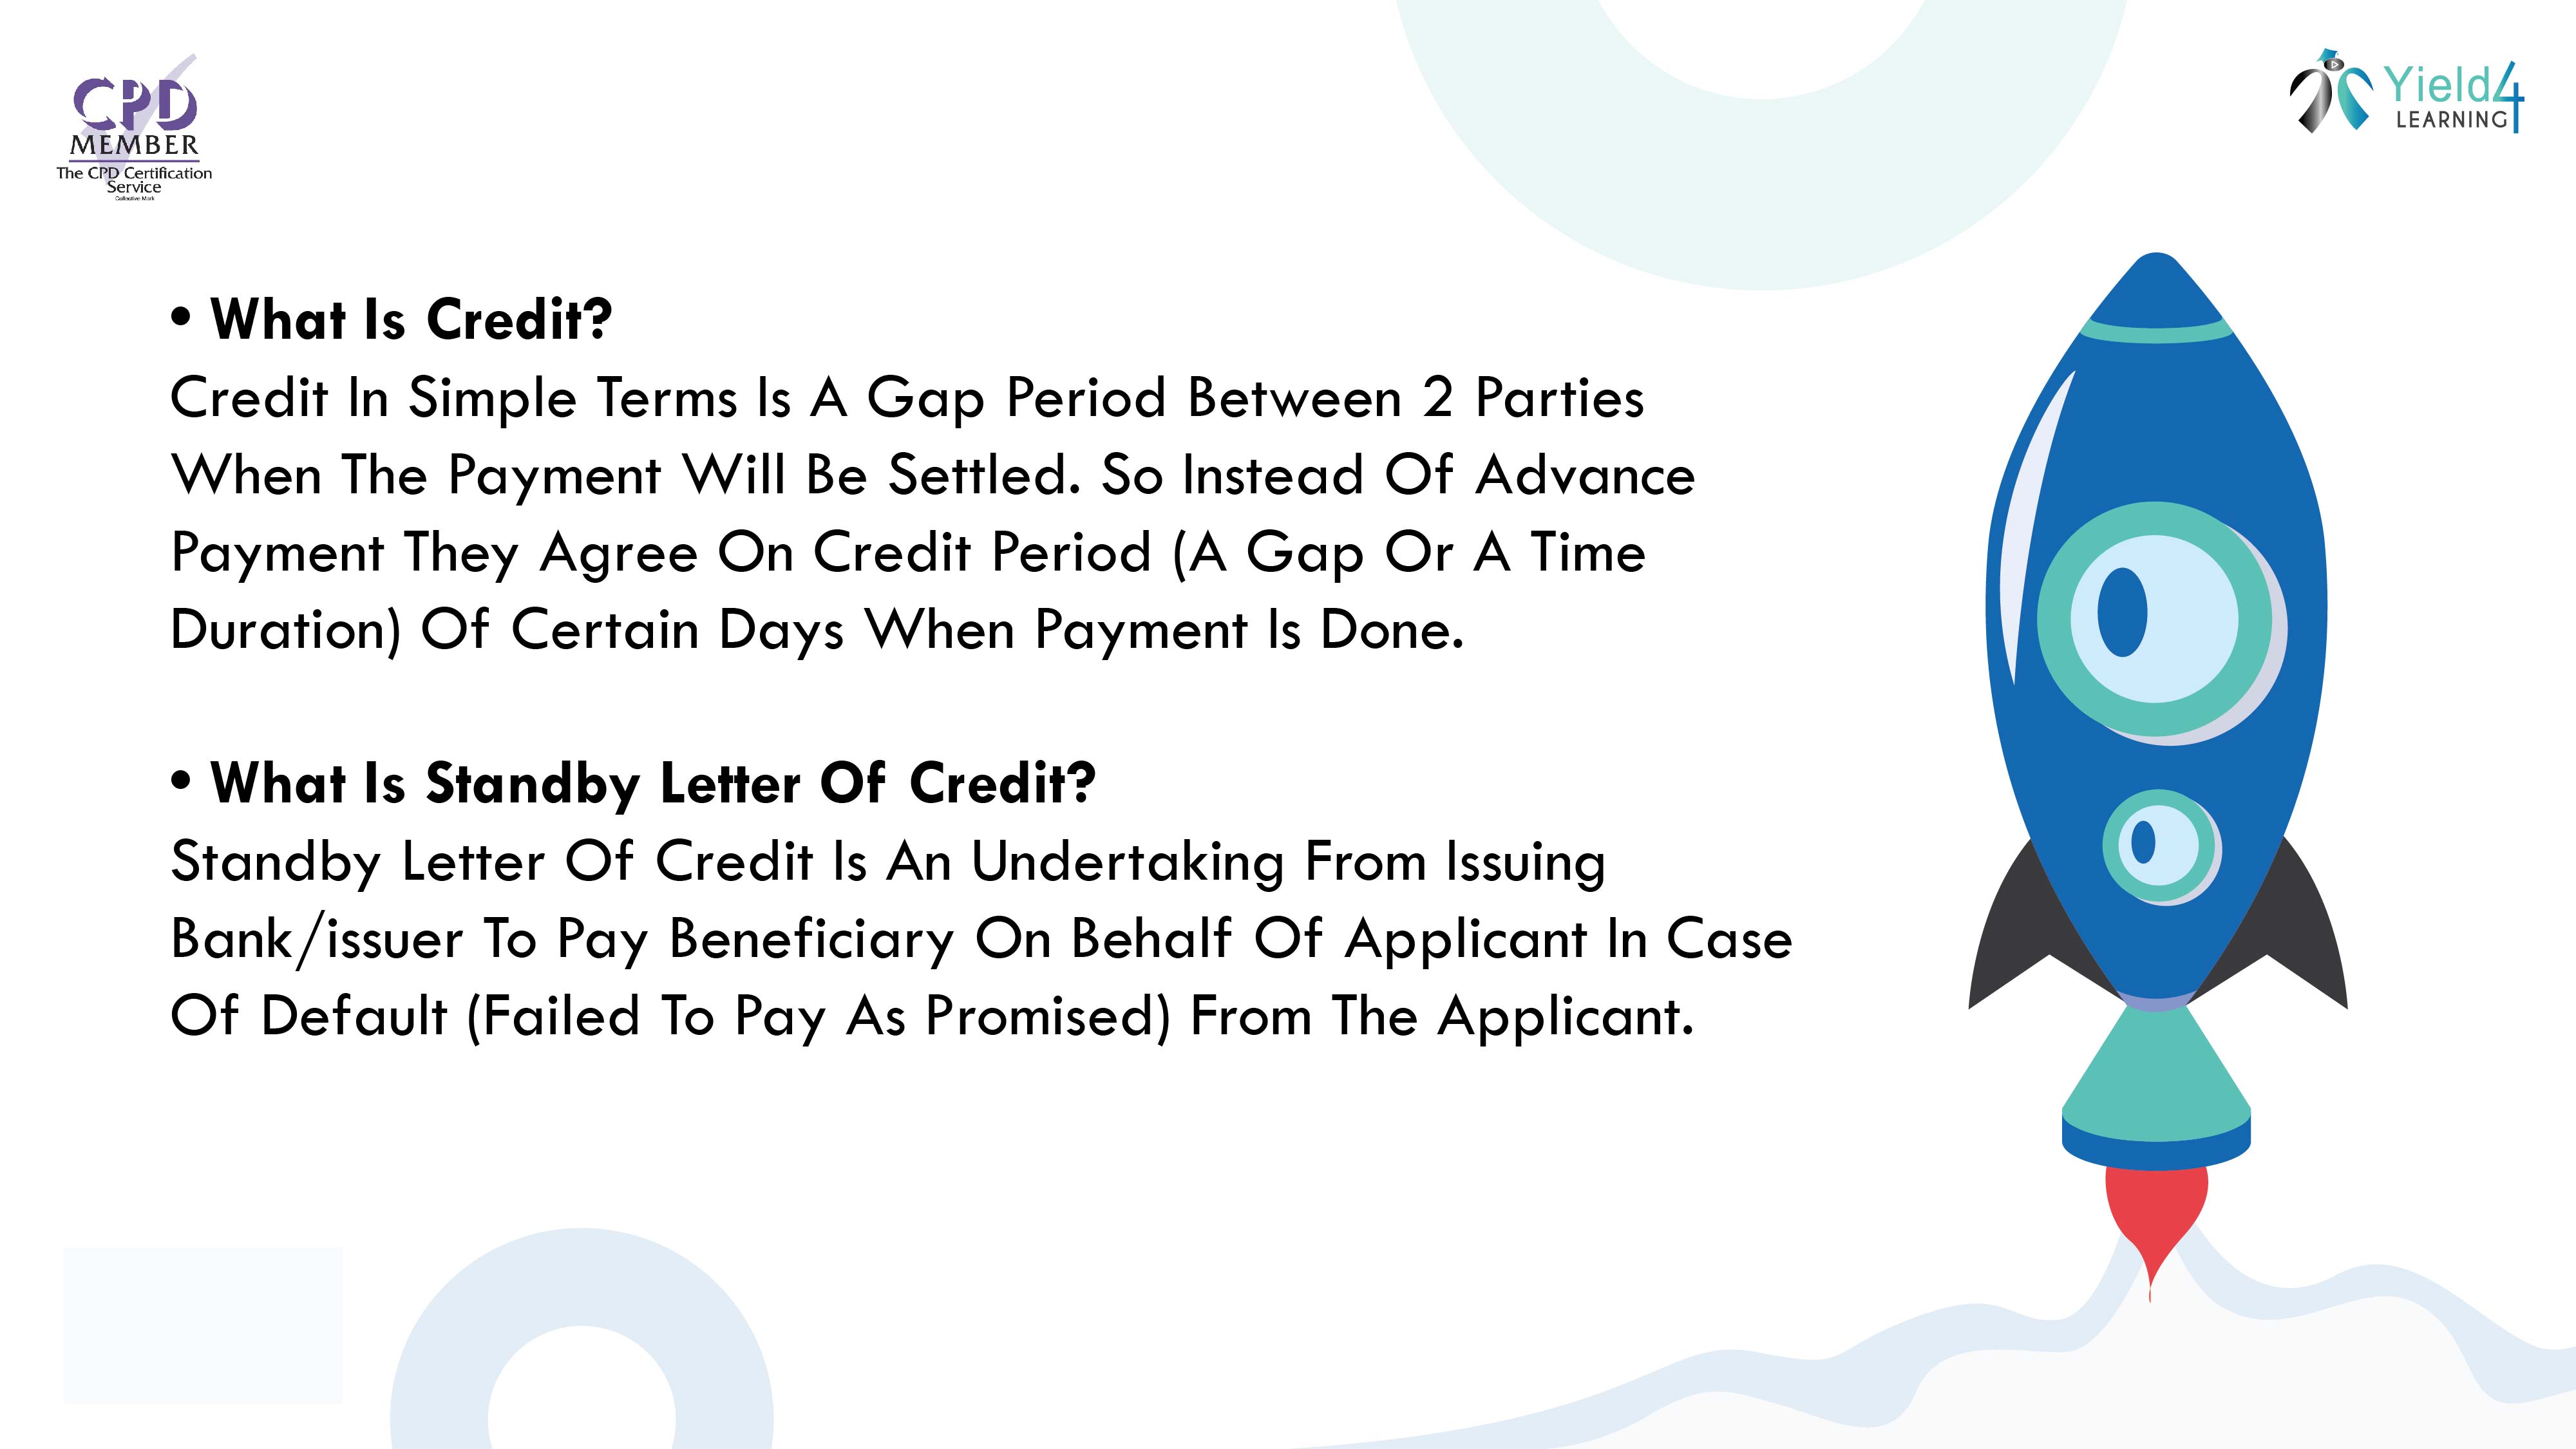 CPD
MEMBER
The CPD Certification
Service
Collective Mark
Yield4
LEARNING
• What Is Credit?
Credit In Simple Terms Is A Gap Period Between 2 Parties
When The Payment Will Be Settled. So Instead Of Advance
Payment They Agree On Credit Period (A Gap Or A Time
Duration) Of Certain Days When Payment Is Done.
• What Is Standby Letter Of Credit?
Standby Letter Of Credit Is An Undertaking From Issuing
Bank/issuer To Pay Beneficiary On Behalf Of Applicant In Case
Of Default (Failed To Pay As Promised) From The Applicant.